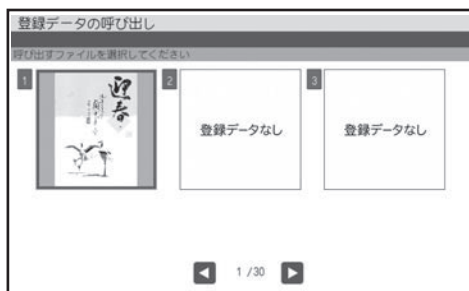 登録データの呼び出し
呼び出すファイルを選択してください
1
迎春
2
登録データなし
3
登録データなし
1 /30